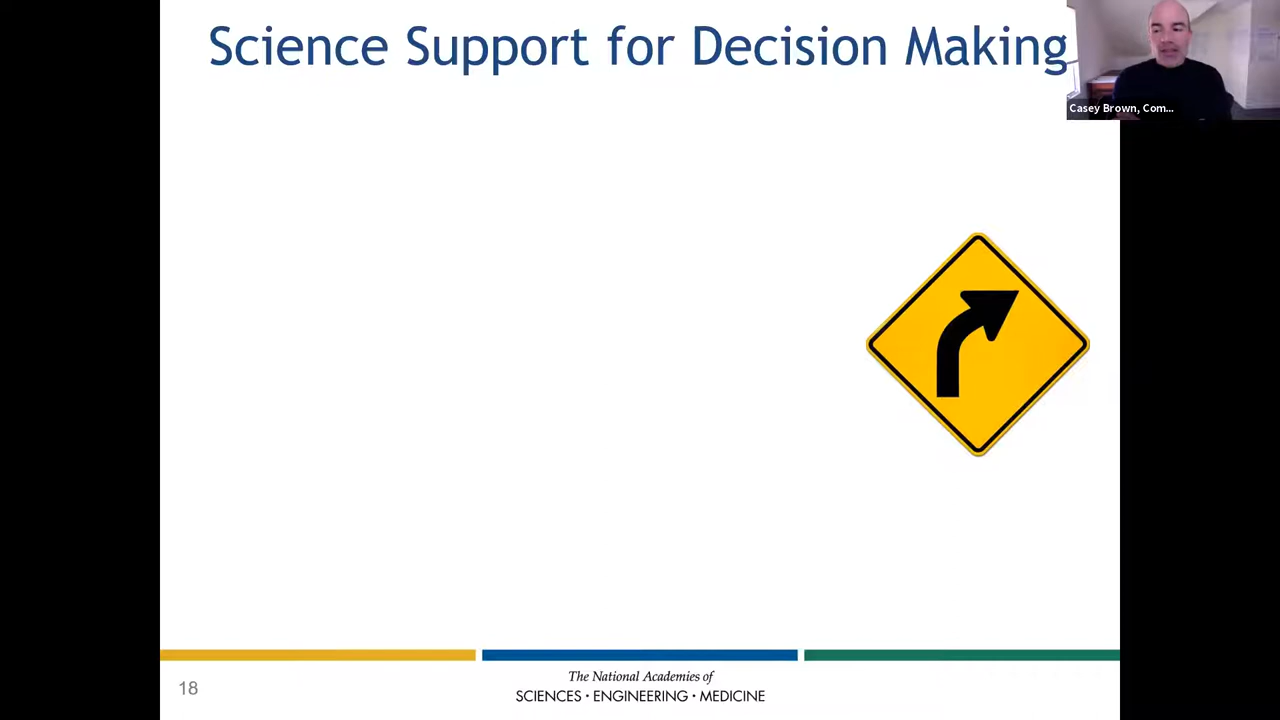 Science Support for Decision Making
Casey Brown, Com...
18
The National Academies of
SCIENCES · ENGINEERING · MEDICINE